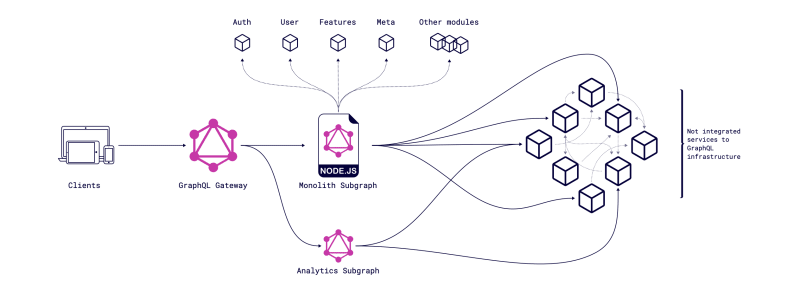 Auth
User
Features
Meta
Other modules
Not integrated
services to
GraphQL
infrastructure
NODE.JS
Clients
GraphQL Gateway
Monolith Subgraph
Analytics Subgraph